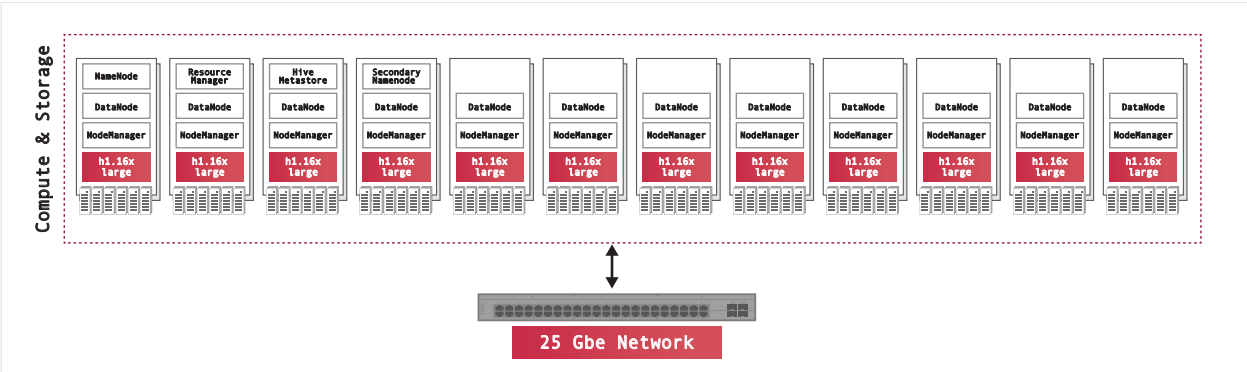 Compute & Storage
NameNode
Resource
Manager
Hive
Metastore
Secondary
Namenode
DataNode
DataNode
DataNode
DataNode
DataNode
DataNode
DataNode
DataNode
DataNode
DataNode
DataNode
DataNode
NodeManager
NodeManager
NodeManager
NodeManager
NodeManager
NodeManager
NodeManager
NodeManager
NodeManager
NodeManager
NodeManager
NodeManager
h1.16x
large
h1.16x
large
h1.16x
large
h1.16x
large
h1.16x
large
h1.16x
large
h1.16x
large
h1.16x
large
h1.16x
large
h1.16x
large
h1.16x
large
h1.16x
large
25 Gbe Network